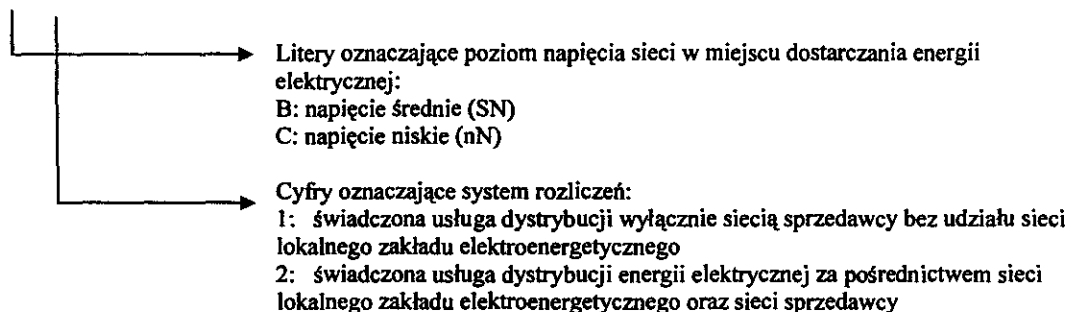 Litery oznaczające poziom napięcia sieci w miejscu dostarczania energii
elektrycznej:
B: napięcie średnie (SN)
C: napięcie niskie (nN)
Cyfry oznaczające system rozliczeń:
1: świadczona usługa dystrybucji wyłącznie siecią sprzedawcy bez udziału sieci
lokalnego zakładu elektroenergetycznego
2: świadczona usługa dystrybucji energii elektrycznej za pośrednictwem sieci
lokalnego zakładu elektroenergetycznego oraz sieci sprzedawcy